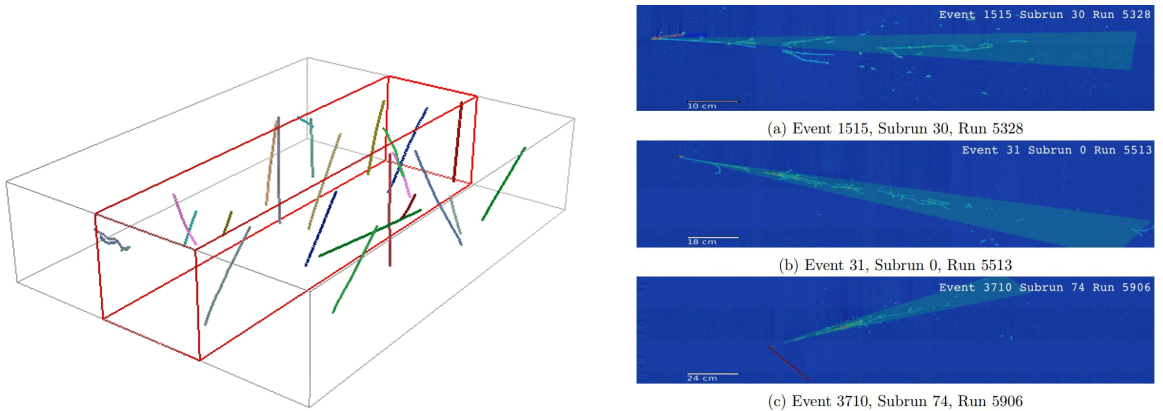 Event 1515 Subrun 30 Run 5328
10 cm
(a) Event 1515, Subrun 30, Run 5328
Event 31 Subrun 0 Run 5513
18 cm
(b) Event 31, Subrun 0, Run 5513
Event 3710 Subrun 74 Run 5906
24 cm
(c) Event 3710, Subrun 74, Run 5906